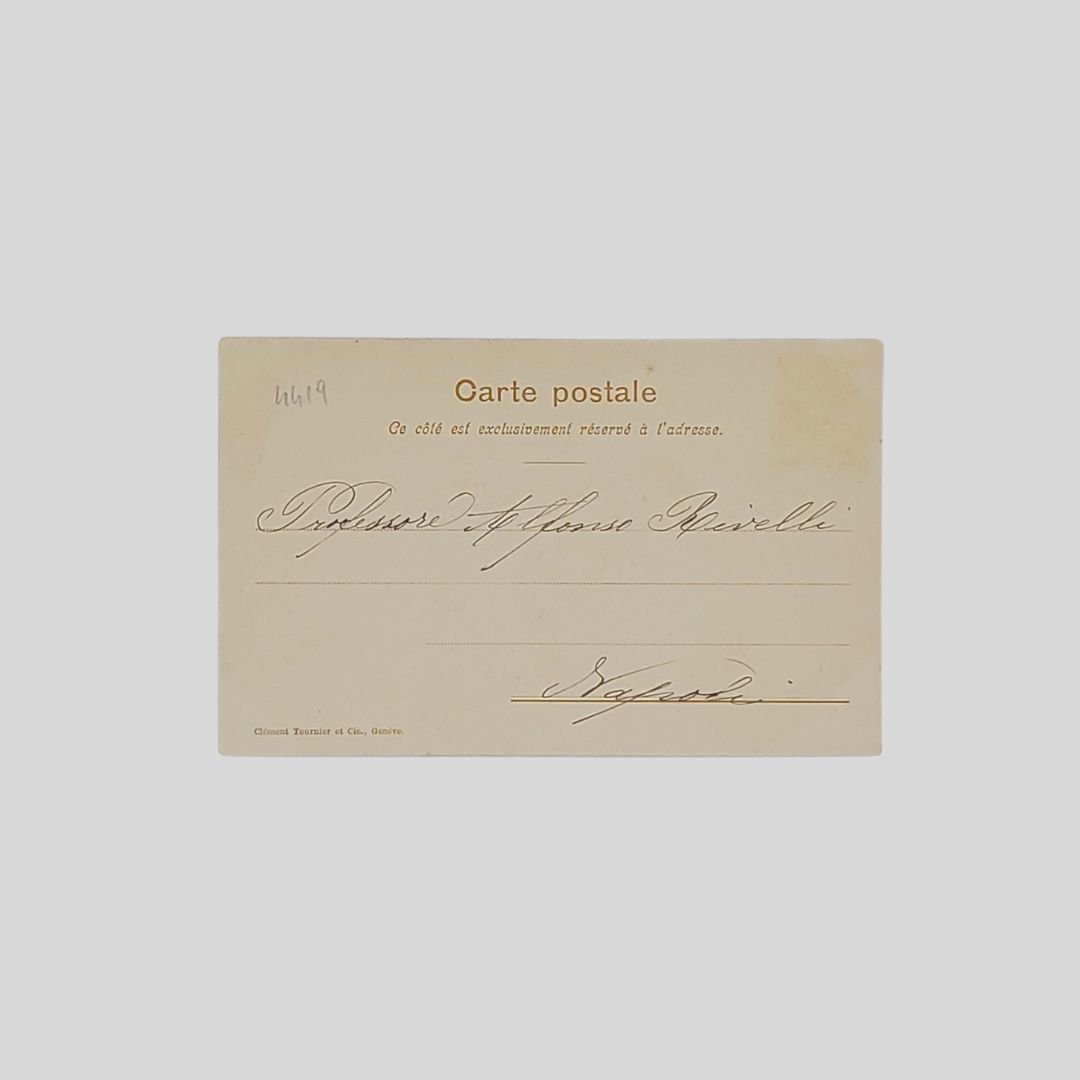 4419
Carte postale
Ce côté est exclusivement réservé à l'adresse.
Professore Alfonso Rivelli
Napoli
Clément Tournier et Cie., Genève.